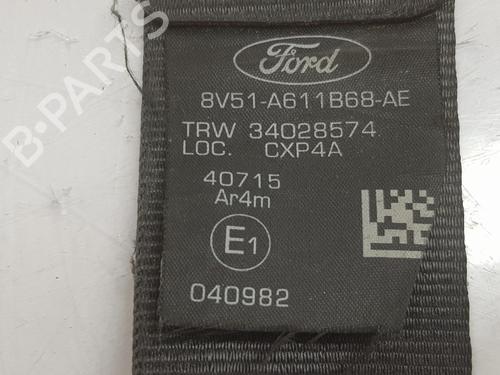 B-PARTS
Ford
8V51-A611B68-AE
TRW 34028574
LOC. CXP4A
40715
Ar4m
E1
040982